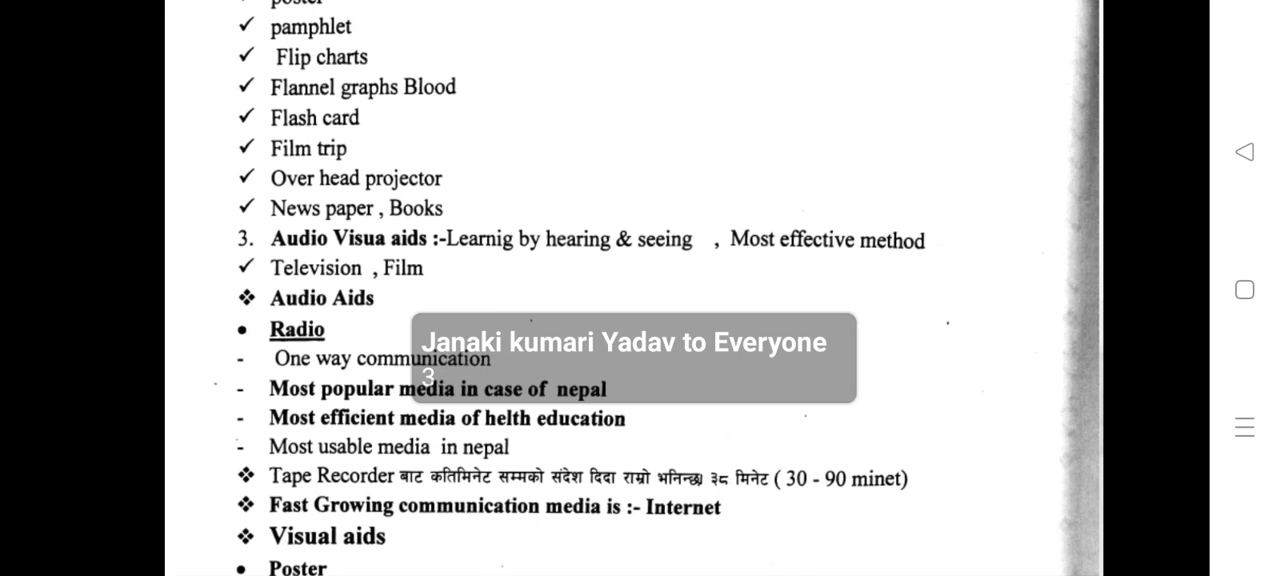 poster
✓ pamphlet
✓ Flip charts
✓ Flannel graphs Blood
✓ Flash card
✓ Film trip
✓ Over head projector
✓ News paper , Books
3. Audio Visua aids :-Learnig by hearing & seeing , Most effective method
✓ Television , Film
❖ Audio Aids
• Radio
Janaki kumari Yadav to Everyone
- One way communication
3
- Most popular media in case of nepal
- Most efficient media of helth education
- Most usable media in nepal
❖ Tape Recorder बाट कतिमिनेट सम्मको संदेश दिदा राम्रो भनिन्छ। ३८ मिनेट ( 30 - 90 minet)
❖ Fast Growing communication media is :- Internet
❖ Visual aids
• Poster